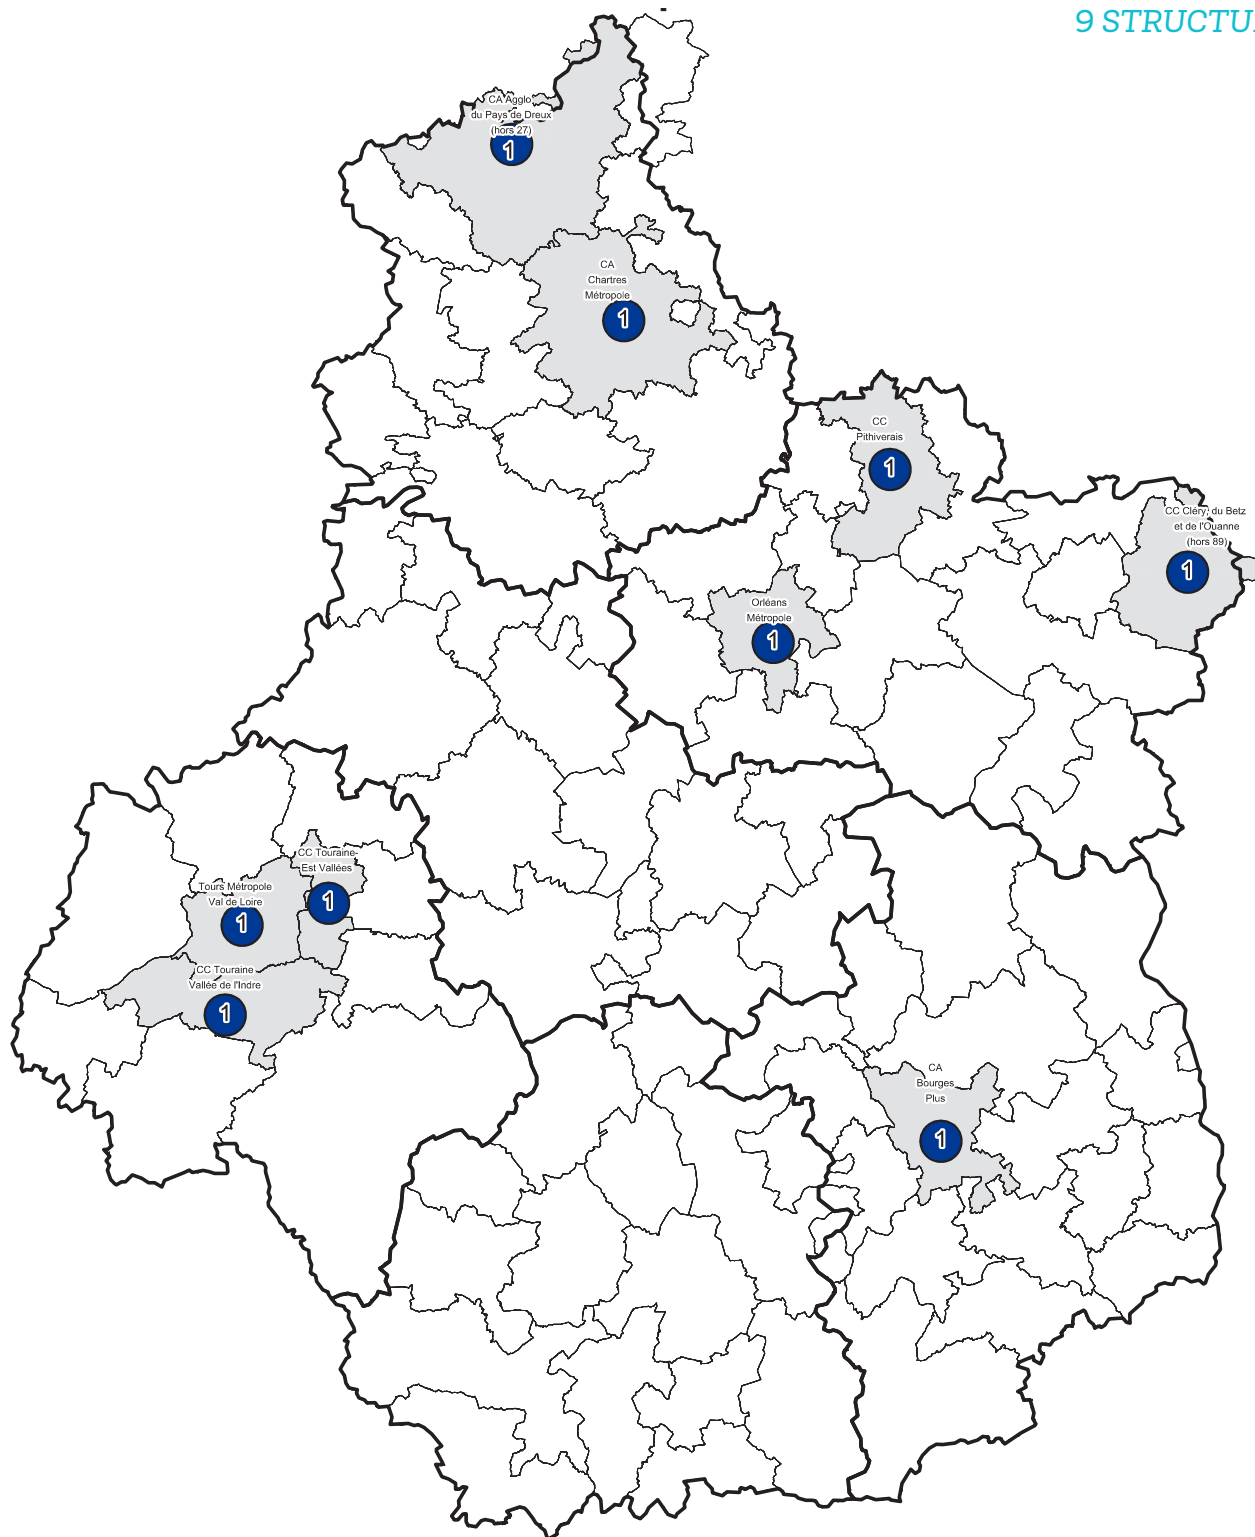 9 STRUCTU
CA Agglo
du Pays de Dreux
(hors 27)
1
CA
Chartres
Métropole
1
CC
Pithiverais
1
CC Cléry, du Betz
et de l'Ouanne
(hors 89)
1
Orléans
Métropole
1
CC Touraine-
Est Vallées
1
Tours Métropole
Val de Loire
1
CC Touraine
Vallée de l'Indre
1
CA
Bourges
Plus
1